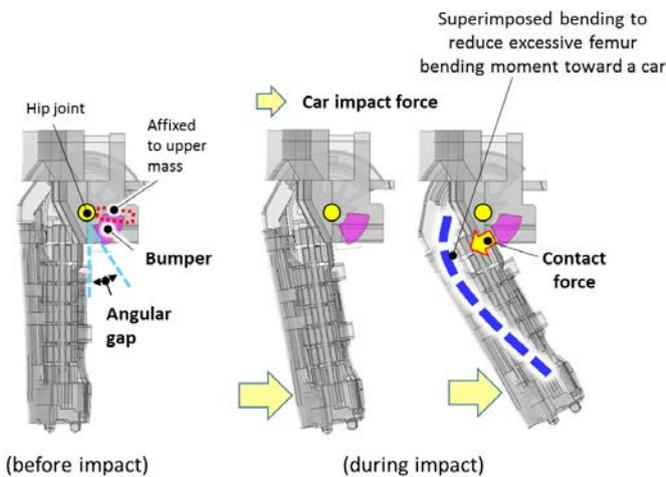 Superimposed bending to
reduce excessive femur
bending moment toward a car
Car impact force
Hip joint
Affixed
to upper
mass
Bumper
Angular
gap
Contact
force
(before impact)
(during impact)